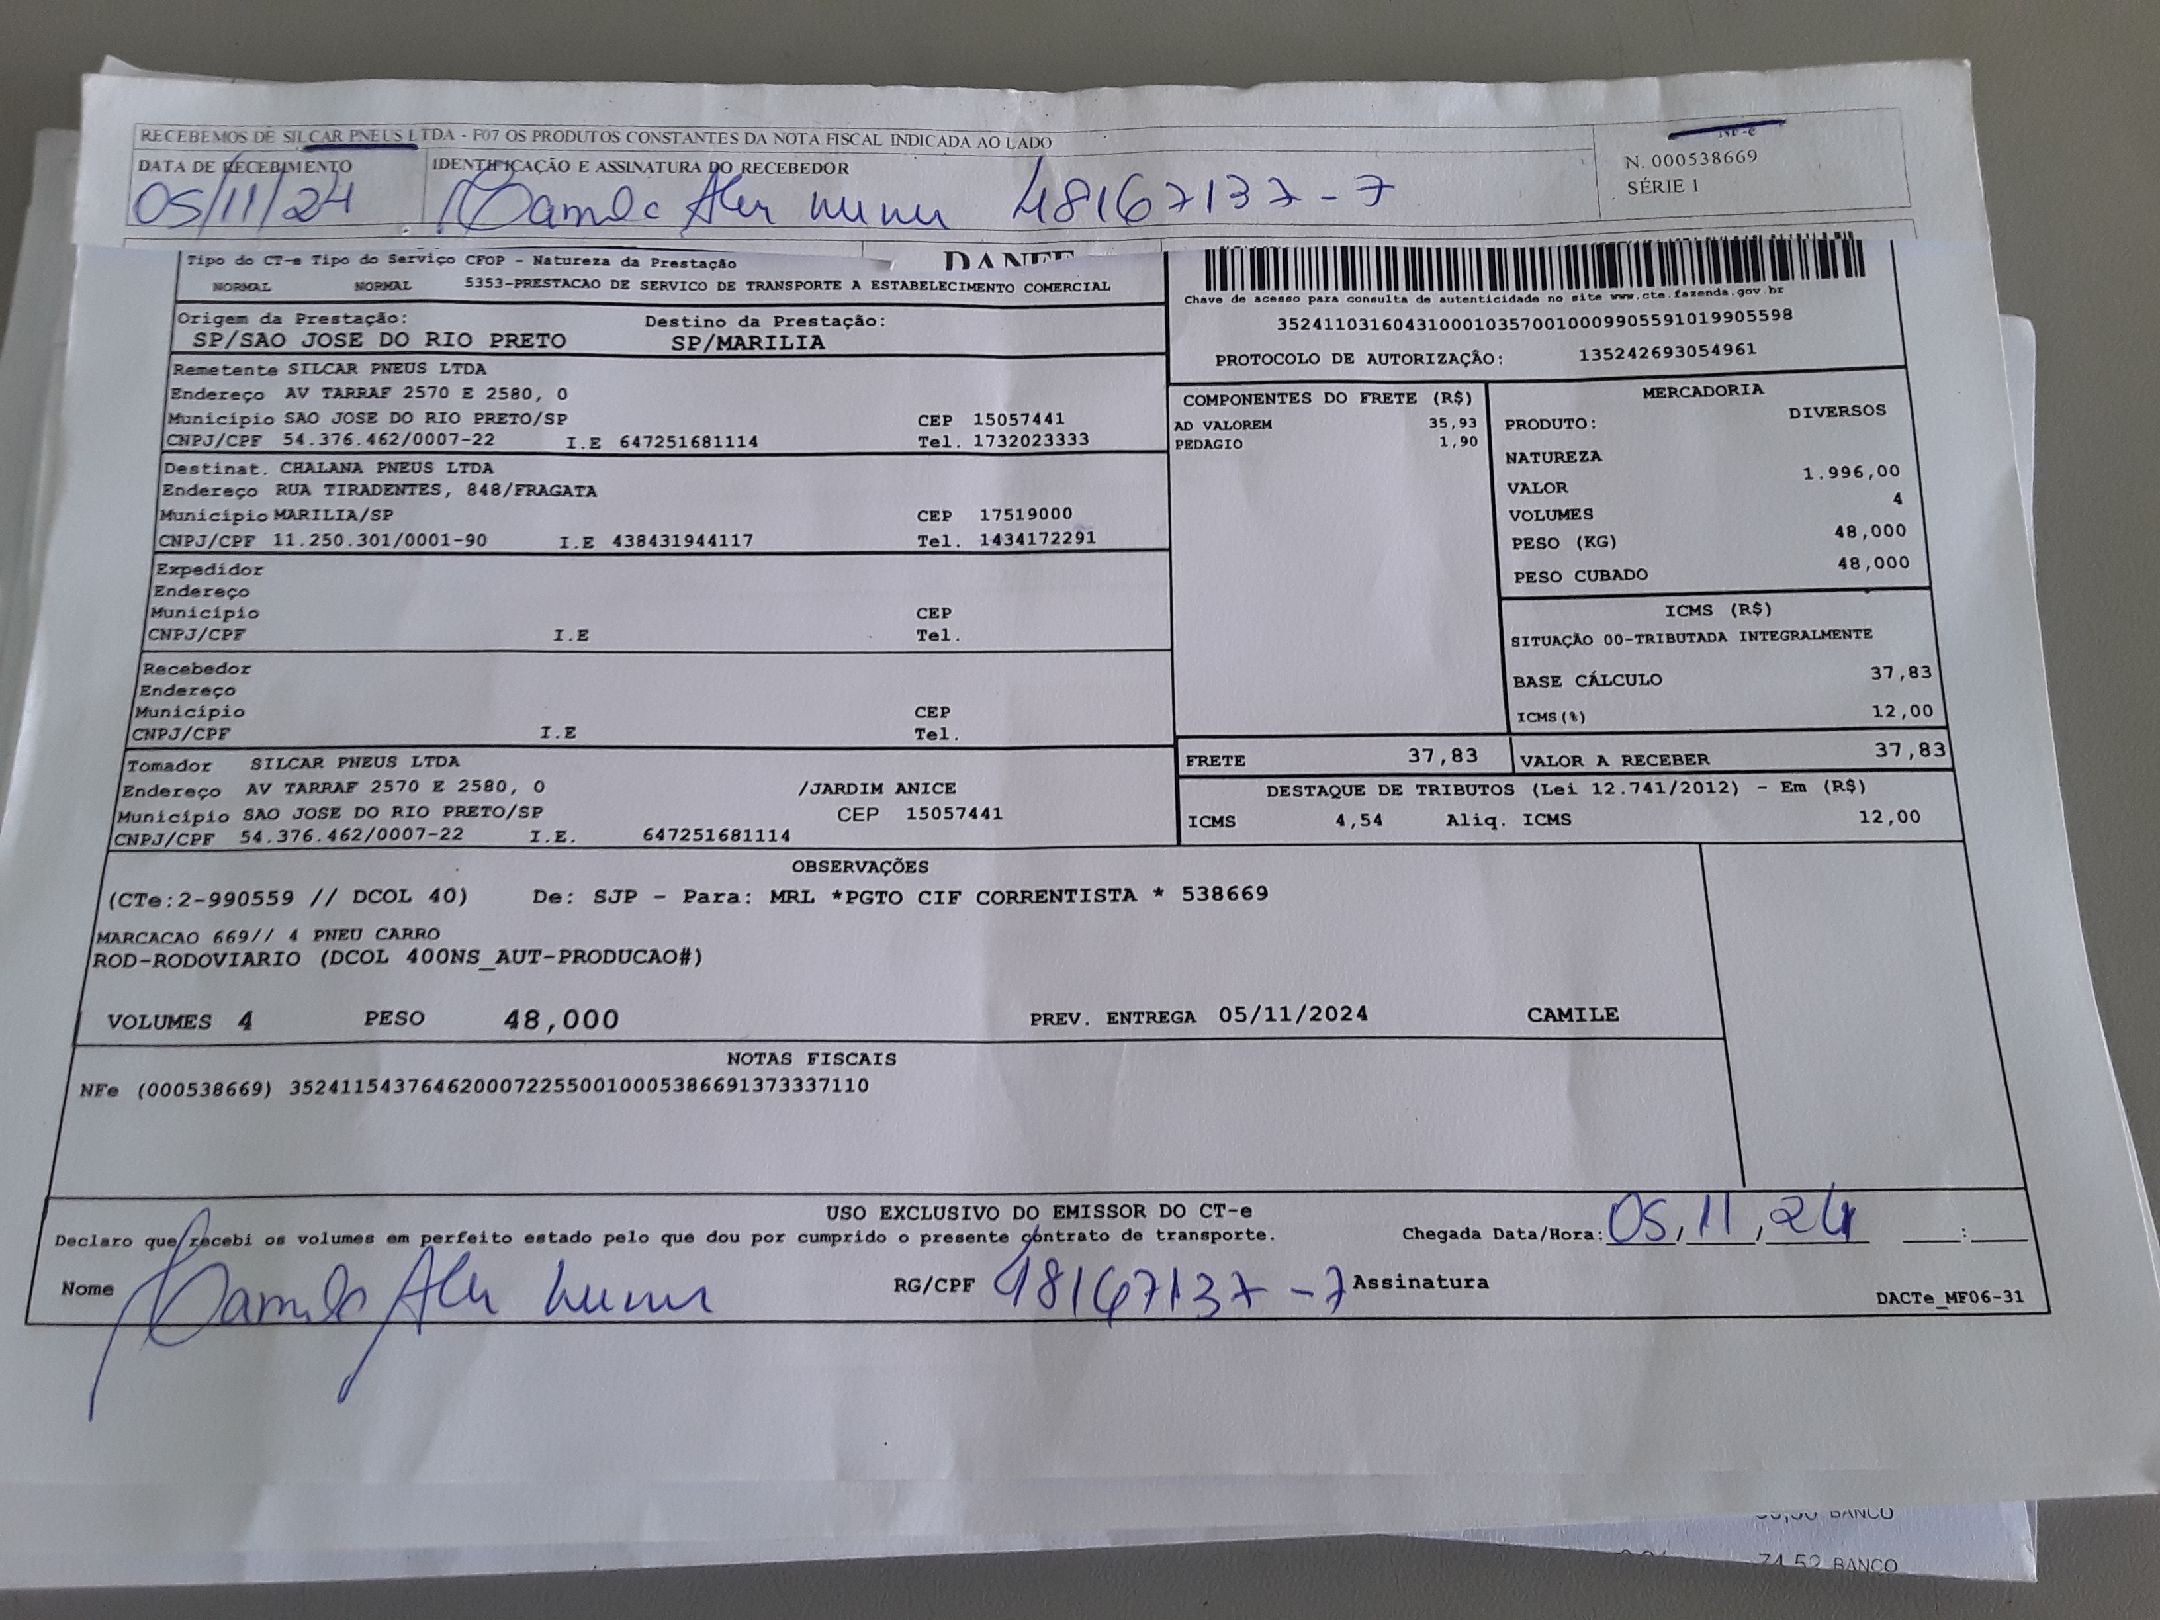 RECEBEMOS DE SILCAR PNEUS LTDA - F07 OS PRODUTOS CONSTANTES DA NOTA FISCAL INDICADA AO LADO
NF-e
DATA DE RECEBIMENTO IDENTIFICAÇÃO E ASSINATURA DO RECEBEDOR
N. 000538669
SÉRIE 1
05/11/24 48167137-7
DANFE
Tipo do CT-e Tipo do Serviço CFOP - Natureza da Prestação
NORMAL NORMAL 5353-PRESTACAO DE SERVICO DE TRANSPORTE A ESTABELECIMENTO COMERCIAL
Chave de acesso para consulta de autenticidade no site www.cte.fazenda.gov.br
35241103160431000103570010009905591019905598
PROTOCOLO DE AUTORIZAÇÃO: 135242693054961
Origem da Prestação: Destino da Prestação:
SP/SAO JOSE DO RIO PRETO SP/MARILIA
Remetente SILCAR PNEUS LTDA
Endereço AV TARRAF 2570 E 2580, 0
Município SAO JOSE DO RIO PRETO/SP CEP 15057441
CNPJ/CPF 54.376.462/0007-22 I.E 647251681114 Tel. 1732023333
Destinat. CHALANA PNEUS LTDA
Endereço RUA TIRADENTES, 848/FRAGATA
Município MARILIA/SP CEP 17519000
CNPJ/CPF 11.250.301/0001-90 I.E 438431944117 Tel. 1434172291
Expedidor
Endereço
Município CEP
CNPJ/CPF I.E Tel.
Recebedor
Endereço
Município CEP
CNPJ/CPF I.E Tel.
Tomador SILCAR PNEUS LTDA
Endereço AV TARRAF 2570 E 2580, 0 /JARDIM ANICE
Município SAO JOSE DO RIO PRETO/SP CEP 15057441
CNPJ/CPF 54.376.462/0007-22 I.E. 647251681114
COMPONENTES DO FRETE (R$)
AD VALOREM 35,93
PEDAGIO 1,90
MERCADORIA
PRODUTO: DIVERSOS
NATUREZA
VALOR 1.996,00
VOLUMES 4
PESO (KG) 48,000
PESO CUBADO 48,000
ICMS (R$)
SITUAÇÃO 00-TRIBUTADA INTEGRALMENTE
BASE CÁLCULO 37,83
ICMS(%) 12,00
FRETE 37,83 VALOR A RECEBER 37,83
DESTAQUE DE TRIBUTOS (Lei 12.741/2012) - Em (R$)
ICMS 4,54 Aliq. ICMS 12,00
OBSERVAÇÕES
(CTe:2-990559 // DCOL 40) De: SJP - Para: MRL *PGTO CIF CORRENTISTA * 538669
MARCACAO 669// 4 PNEU CARRO
ROD-RODOVIARIO (DCOL 400NS_AUT-PRODUCAO#)
VOLUMES 4 PESO 48,000 PREV. ENTREGA 05/11/2024 CAMILE
NOTAS FISCAIS
NFe (000538669) 35241154376462000722550010005386691373337110
USO EXCLUSIVO DO EMISSOR DO CT-e
Declaro que recebi os volumes em perfeito estado pelo que dou por cumprido o presente contrato de transporte. Chegada Data/Hora: 05/11/24 :
Nome RG/CPF 48167137-7 Assinatura
DACTe_MF06-31
BANCO
74,52 BANCO